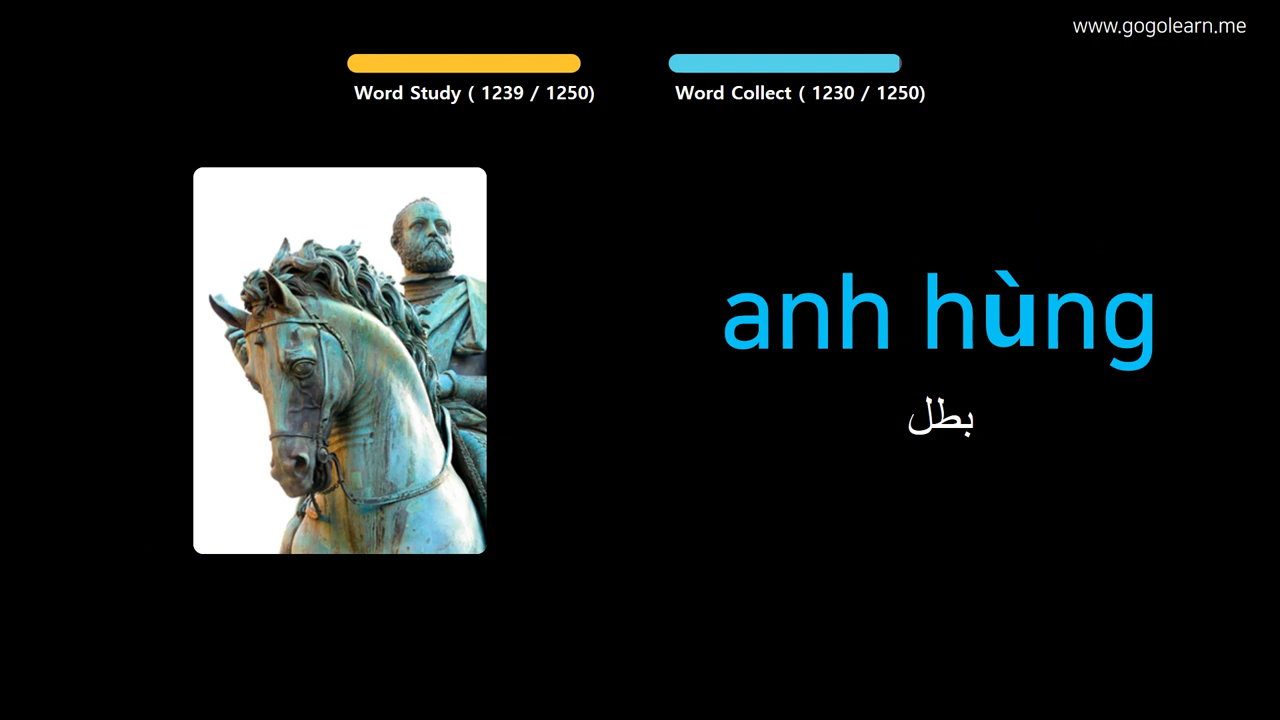 www.gogolearn.me
Word Study ( 1239 / 1250)
Word Collect ( 1230 / 1250)
anh hùng
بطل